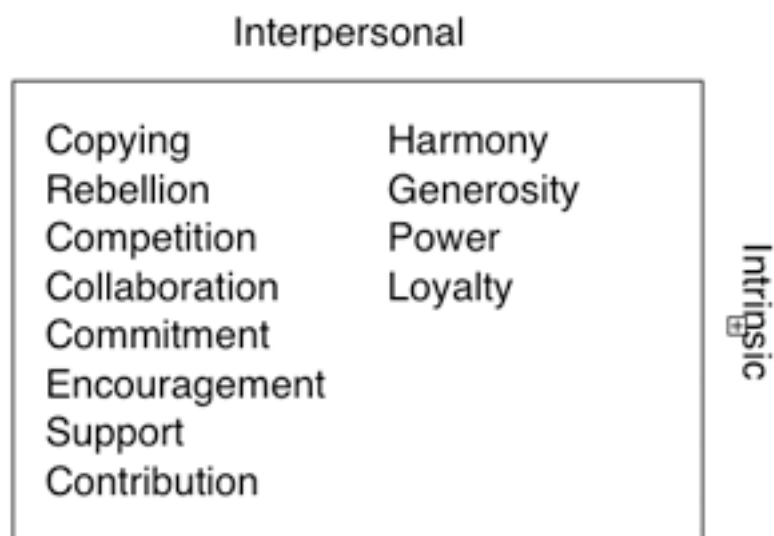 Interpersonal
Copying
Rebellion
Competition
Collaboration
Commitment
Encouragement
Support
Contribution
Harmony
Generosity
Power
Loyalty
Intrinsic